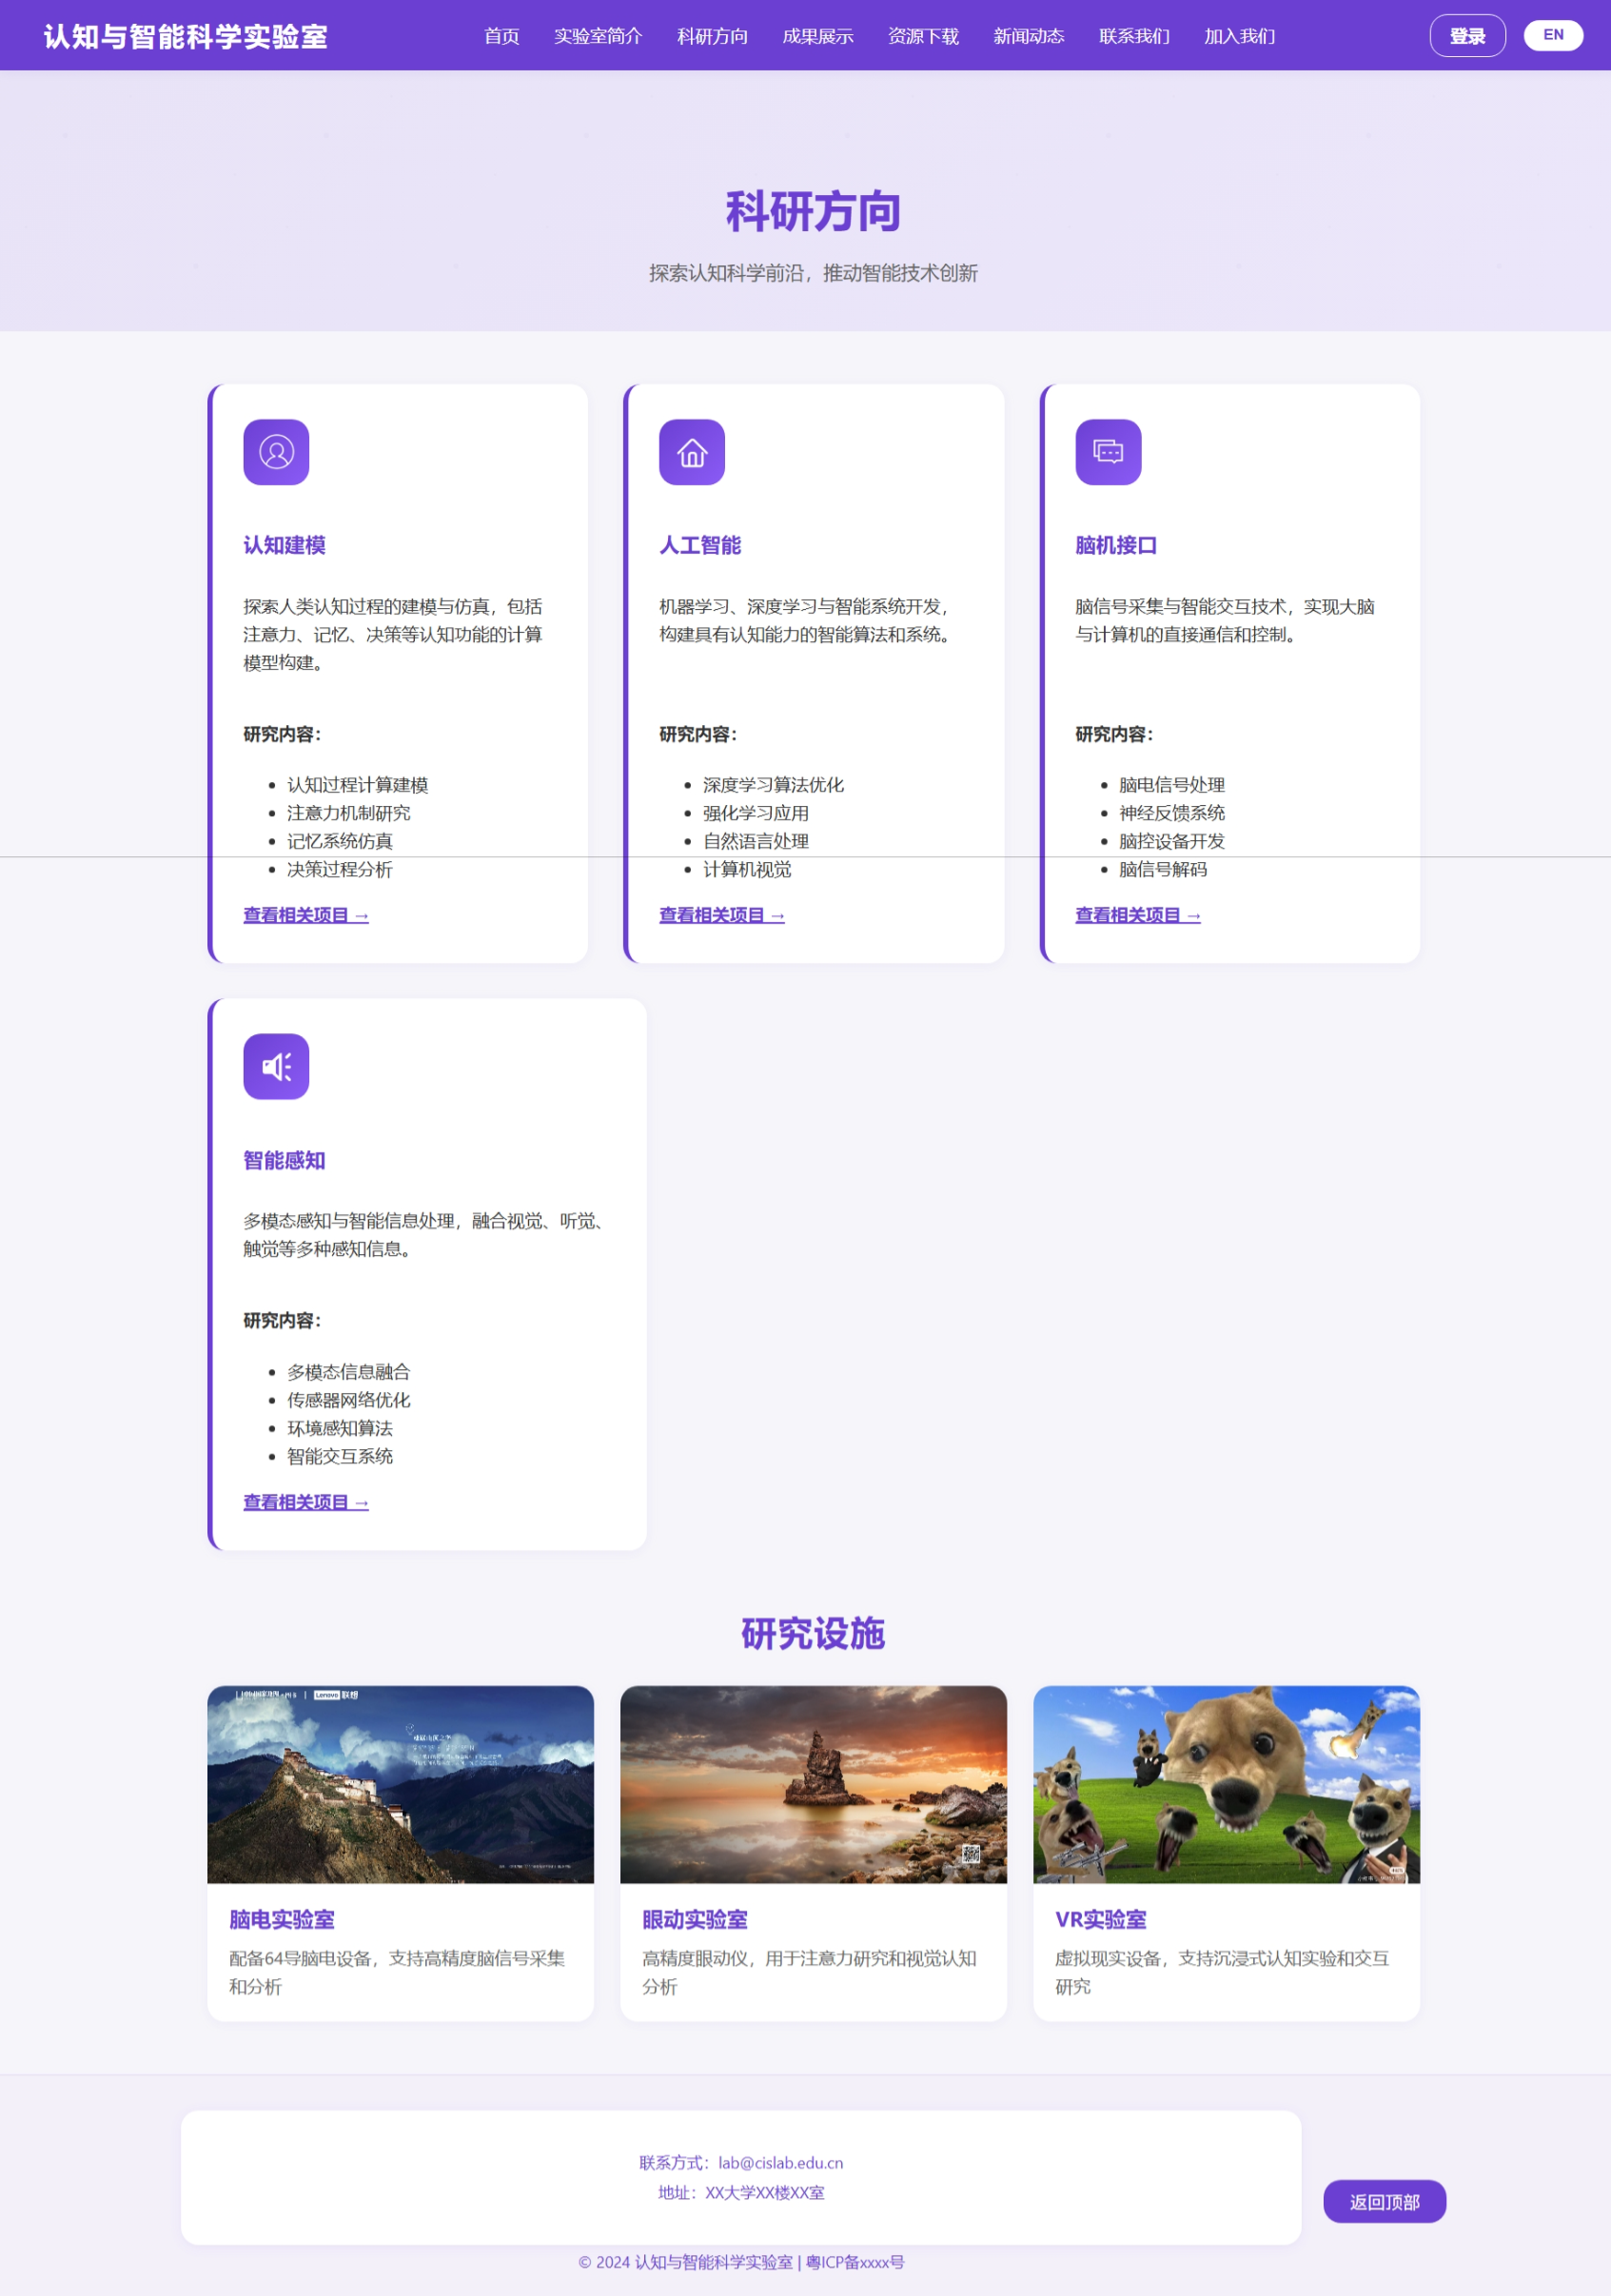 认知与智能科学实验室
首页 实验室简介 科研方向 成果展示 资源下载 新闻动态 联系我们 加入我们
登录 EN
科研方向
探索认知科学前沿，推动智能技术创新
认知建模
探索人类认知过程的建模与仿真，包括
注意力、记忆、决策等认知功能的计算
模型构建。
研究内容：
• 认知过程计算建模
• 注意力机制研究
• 记忆系统仿真
• 决策过程分析
查看相关项目 →
人工智能
机器学习、深度学习与智能系统开发，
构建具有认知能力的智能算法和系统。
研究内容：
• 深度学习算法优化
• 强化学习应用
• 自然语言处理
• 计算机视觉
查看相关项目 →
脑机接口
脑信号采集与智能交互技术，实现大脑
与计算机的直接通信和控制。
研究内容：
• 脑电信号处理
• 神经反馈系统
• 脑控设备开发
• 脑信号解码
查看相关项目 →
智能感知
多模态感知与智能信息处理，融合视觉、听觉、
触觉等多种感知信息。
研究内容：
• 多模态信息融合
• 传感器网络优化
• 环境感知算法
• 智能交互系统
查看相关项目 →
研究设施
Lenovo 联想
脑电实验室
配备64导脑电设备，支持高精度脑信号采集
和分析
眼动实验室
高精度眼动仪，用于注意力研究和视觉认知
分析
VR实验室
虚拟现实设备，支持沉浸式认知实验和交互
研究
联系方式：lab@cislab.edu.cn
地址：XX大学XX楼XX室
返回顶部
© 2024 认知与智能科学实验室 | 粤ICP备xxxx号